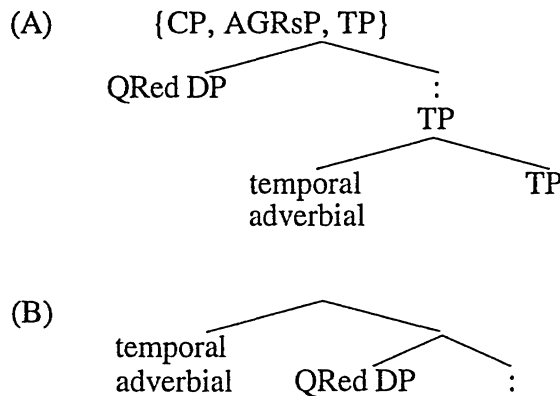 (A) {CP, AGRsP, TP}
QRed DP :
TP
temporal TP
adverbial
(B)
temporal
adverbial QRed DP :